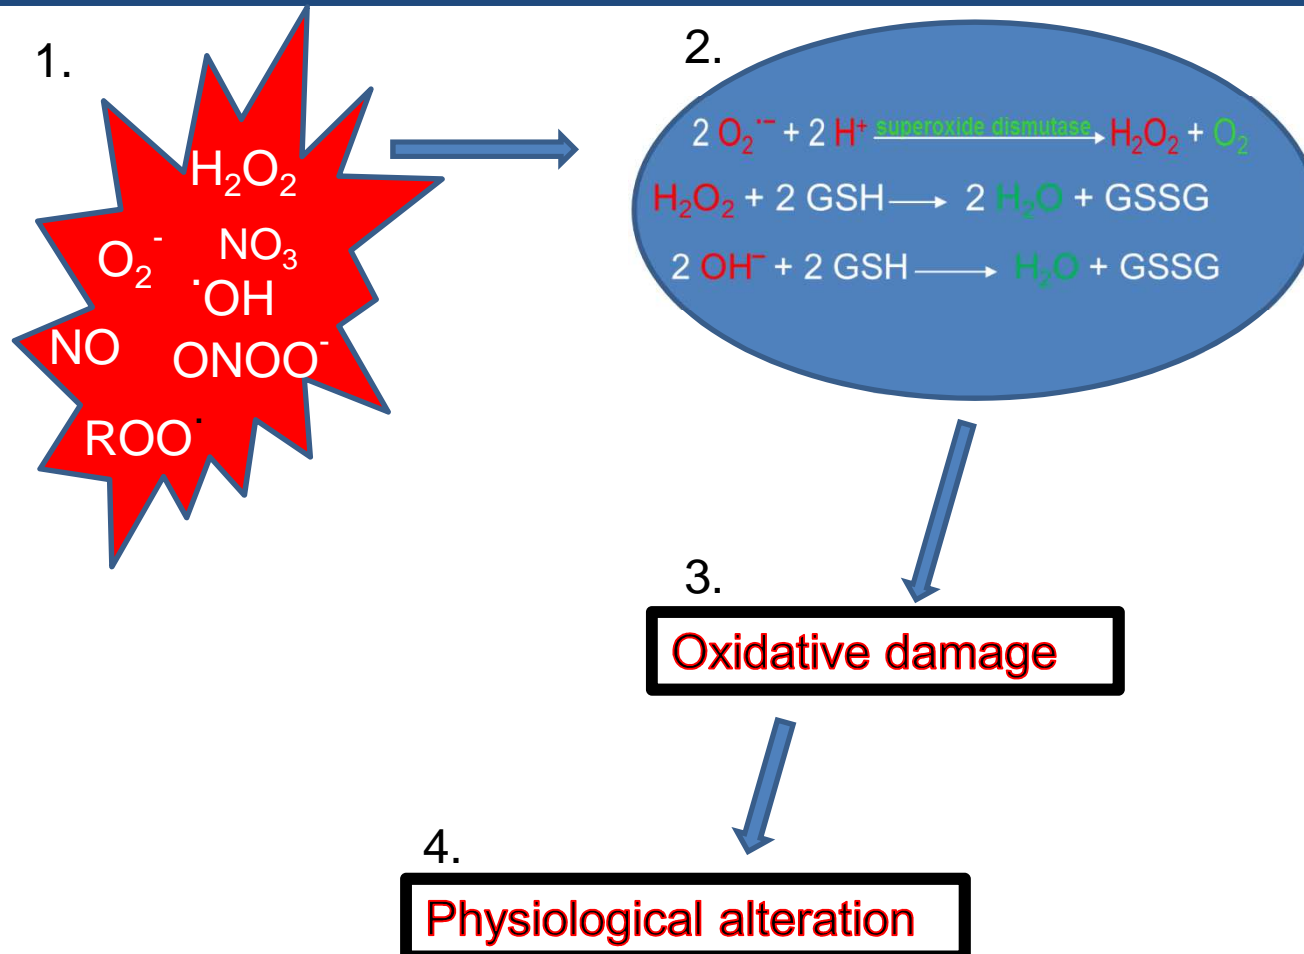 1.
H₂O₂
O₂⁻ NO₃
·OH
NO ONOO⁻
ROO·
2.
2 O₂·⁻ + 2 H⁺ superoxide dismutase→ H₂O₂ + O₂
H₂O₂ + 2 GSH → 2 H₂O + GSSG
2 OH⁻ + 2 GSH → H₂O + GSSG
3.
Oxidative damage
4.
Physiological alteration